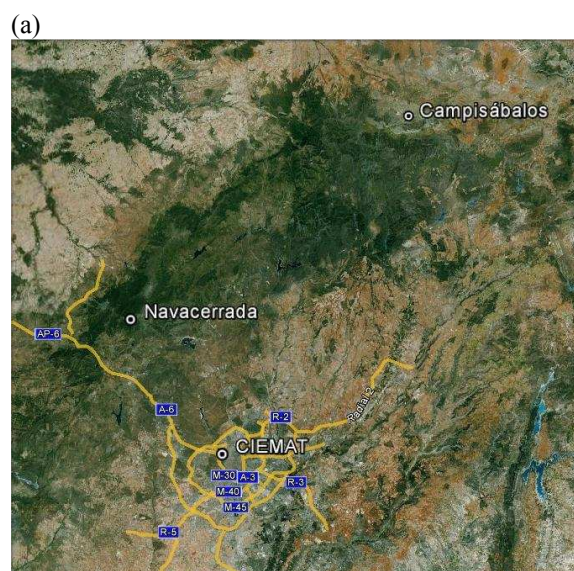 (a)
Campisábalos
Navacerrada
AP-6
A-6
R-2
Radial 2
CIEMAT
M-30
A-3
M-40
R-3
M-45
R-5